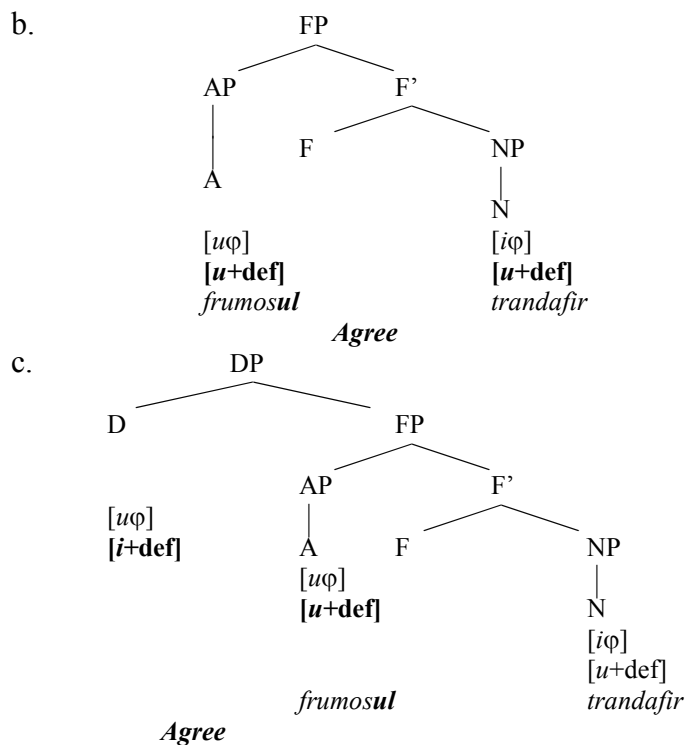 b.
FP
AP F’
F NP
A
N
[uφ] [iφ]
[u+def] [u+def]
frumosul trandafir
Agree
c.
DP
D FP
AP F’
[uφ]
[i+def] A F NP
[uφ]
[u+def] N
[iφ]
[u+def]
frumosul trandafir
Agree